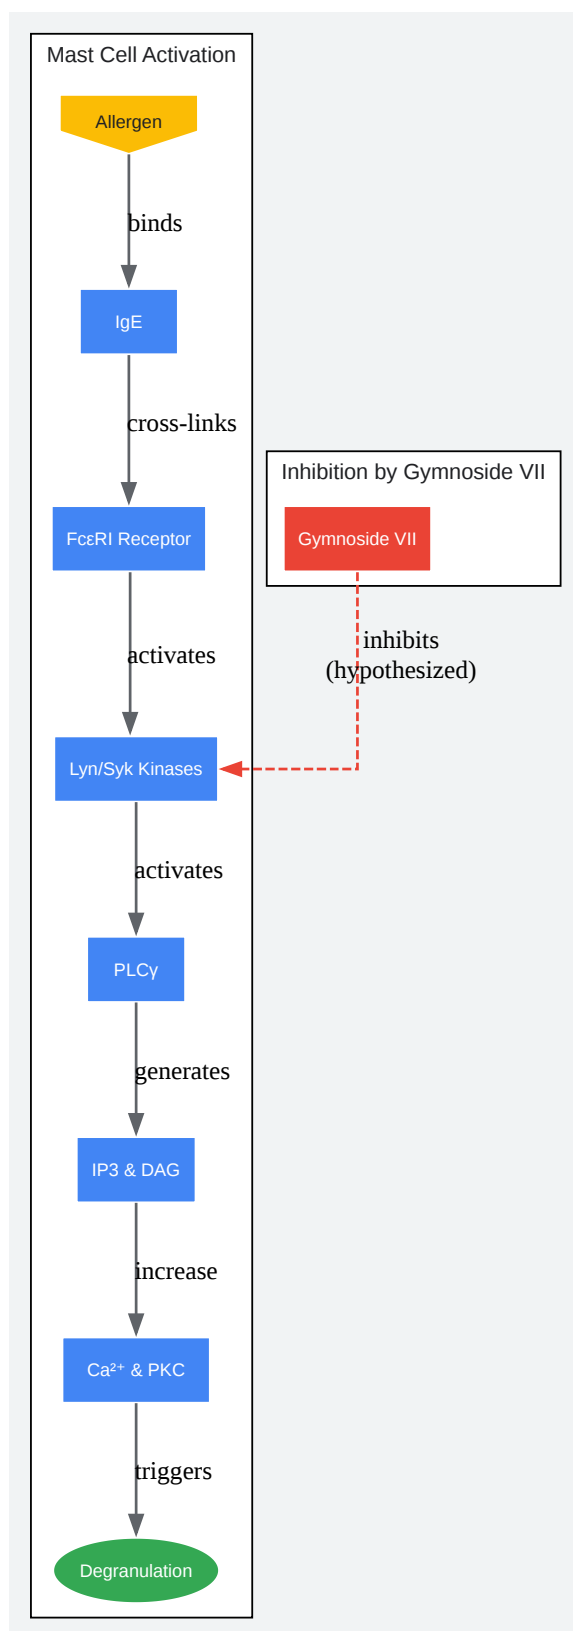 Mast Cell Activation
Allergen
binds
IgE
cross-links
Inhibition by Gymnoside VII
FcεRI Receptor
Gymnoside VII
activates
inhibits
(hypothesized)
Lyn/Syk Kinases
activates
PLCγ
generates
IP3 & DAG
increase
Ca²⁺ & PKC
triggers
Degranulation